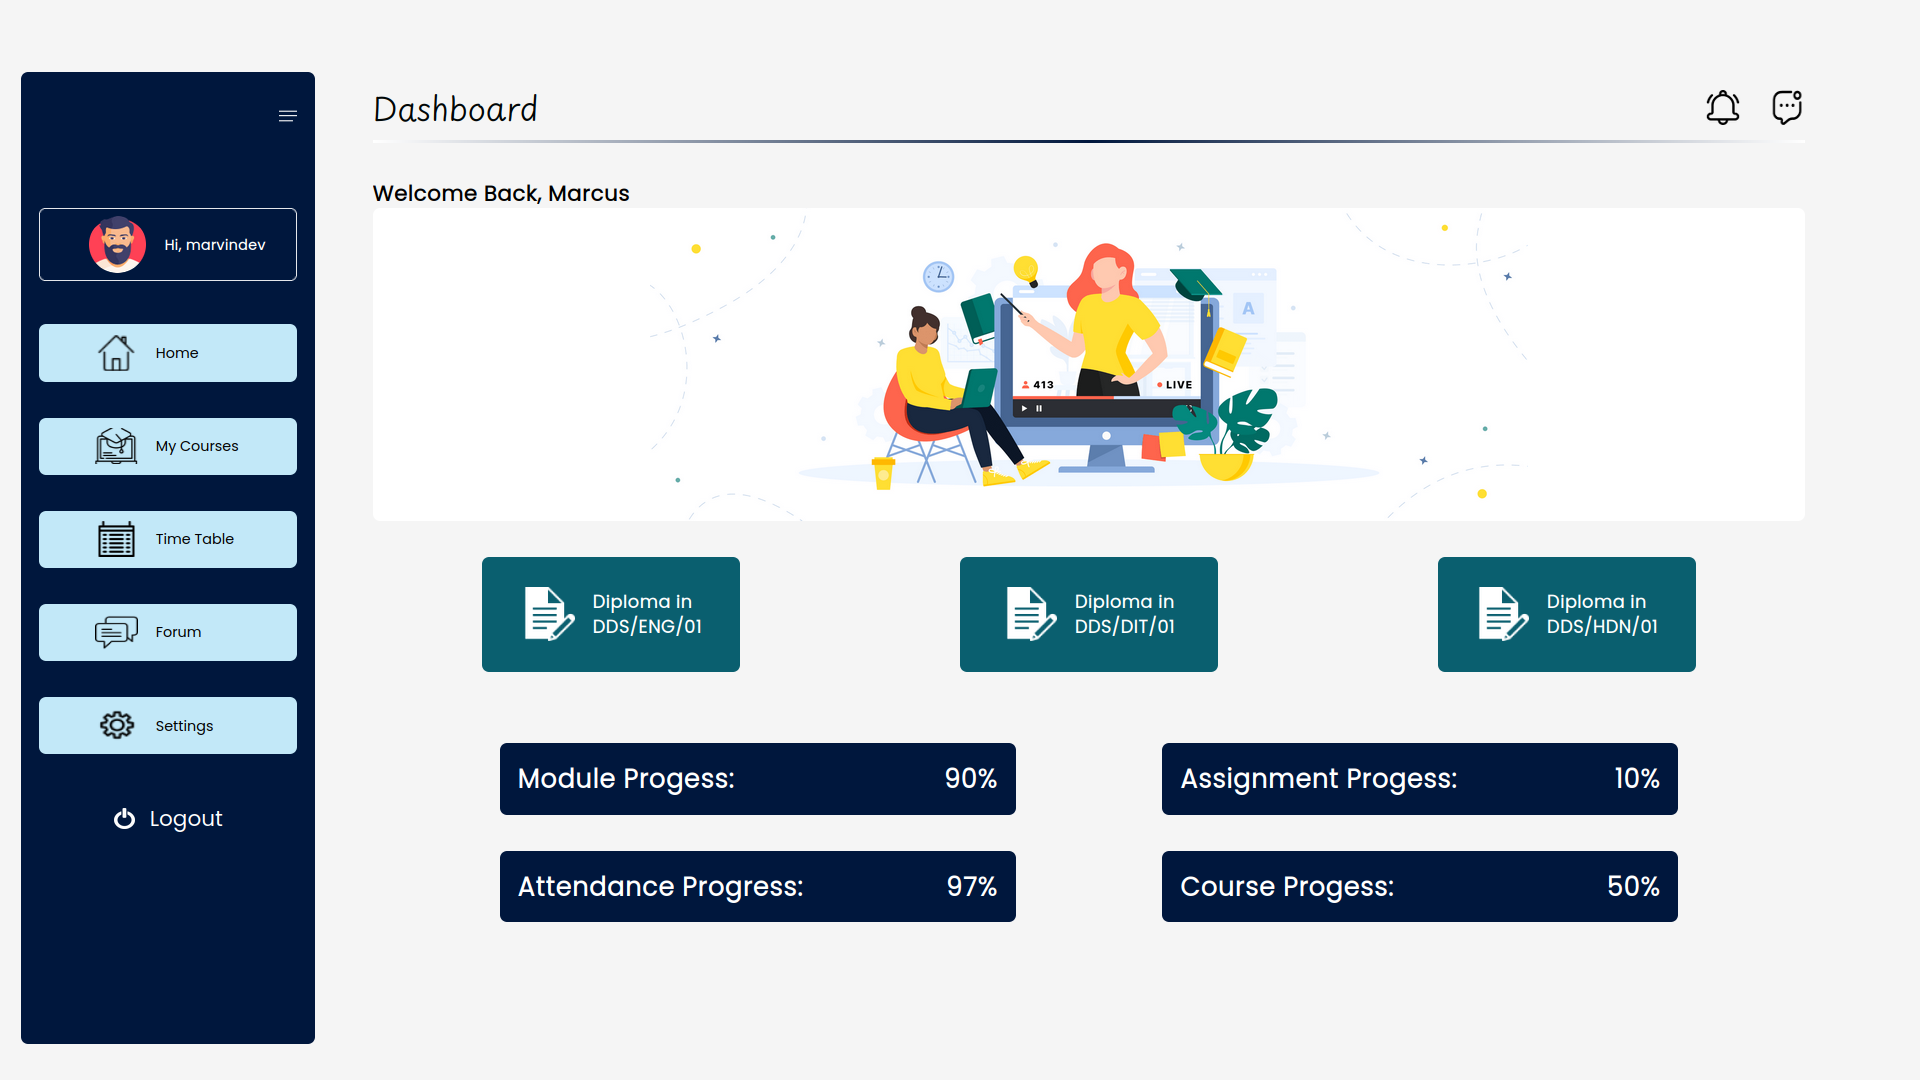 Dashboard
Hi, marvindev
Home
My Courses
Time Table
Forum
Settings
Logout
Welcome Back, Marcus
A
413
LIVE
Diploma in
DDS/ENG/01
Diploma in
DDS/DIT/01
Diploma in
DDS/HDN/01
Module Progess: 90%
Assignment Progess: 10%
Attendance Progress: 97%
Course Progess: 50%